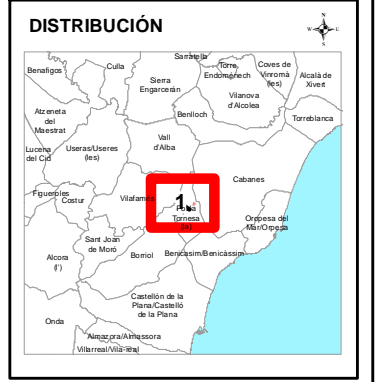 DISTRIBUCIÓN
N
W
E
S
Sarratella
Benafigos
Culla
Torre
Endoménech
Coves de
Vinromà
(les)
Alcalà de
Xivert
Sierra
Engarcerán
Vilanova
d'Alcolea
Atzeneta
del
Maestrat
Benlloch
Torreblanca
Vall
d'Alba
Lucena
del Cid
Useras/Useres
(les)
Cabanes
Figueroles
Costur
Vilafamés
1
Pobla
Tornesa
(la)
Oropesa del
Mar/Orpesa
Sant Joan
de Moró
Alcora
(l')
Borriol
Benicasim/Benicàssim
Castellón de la
Plana/Castelló
de la Plana
Onda
Almazora/Almassora
Villarreal/Vila-real